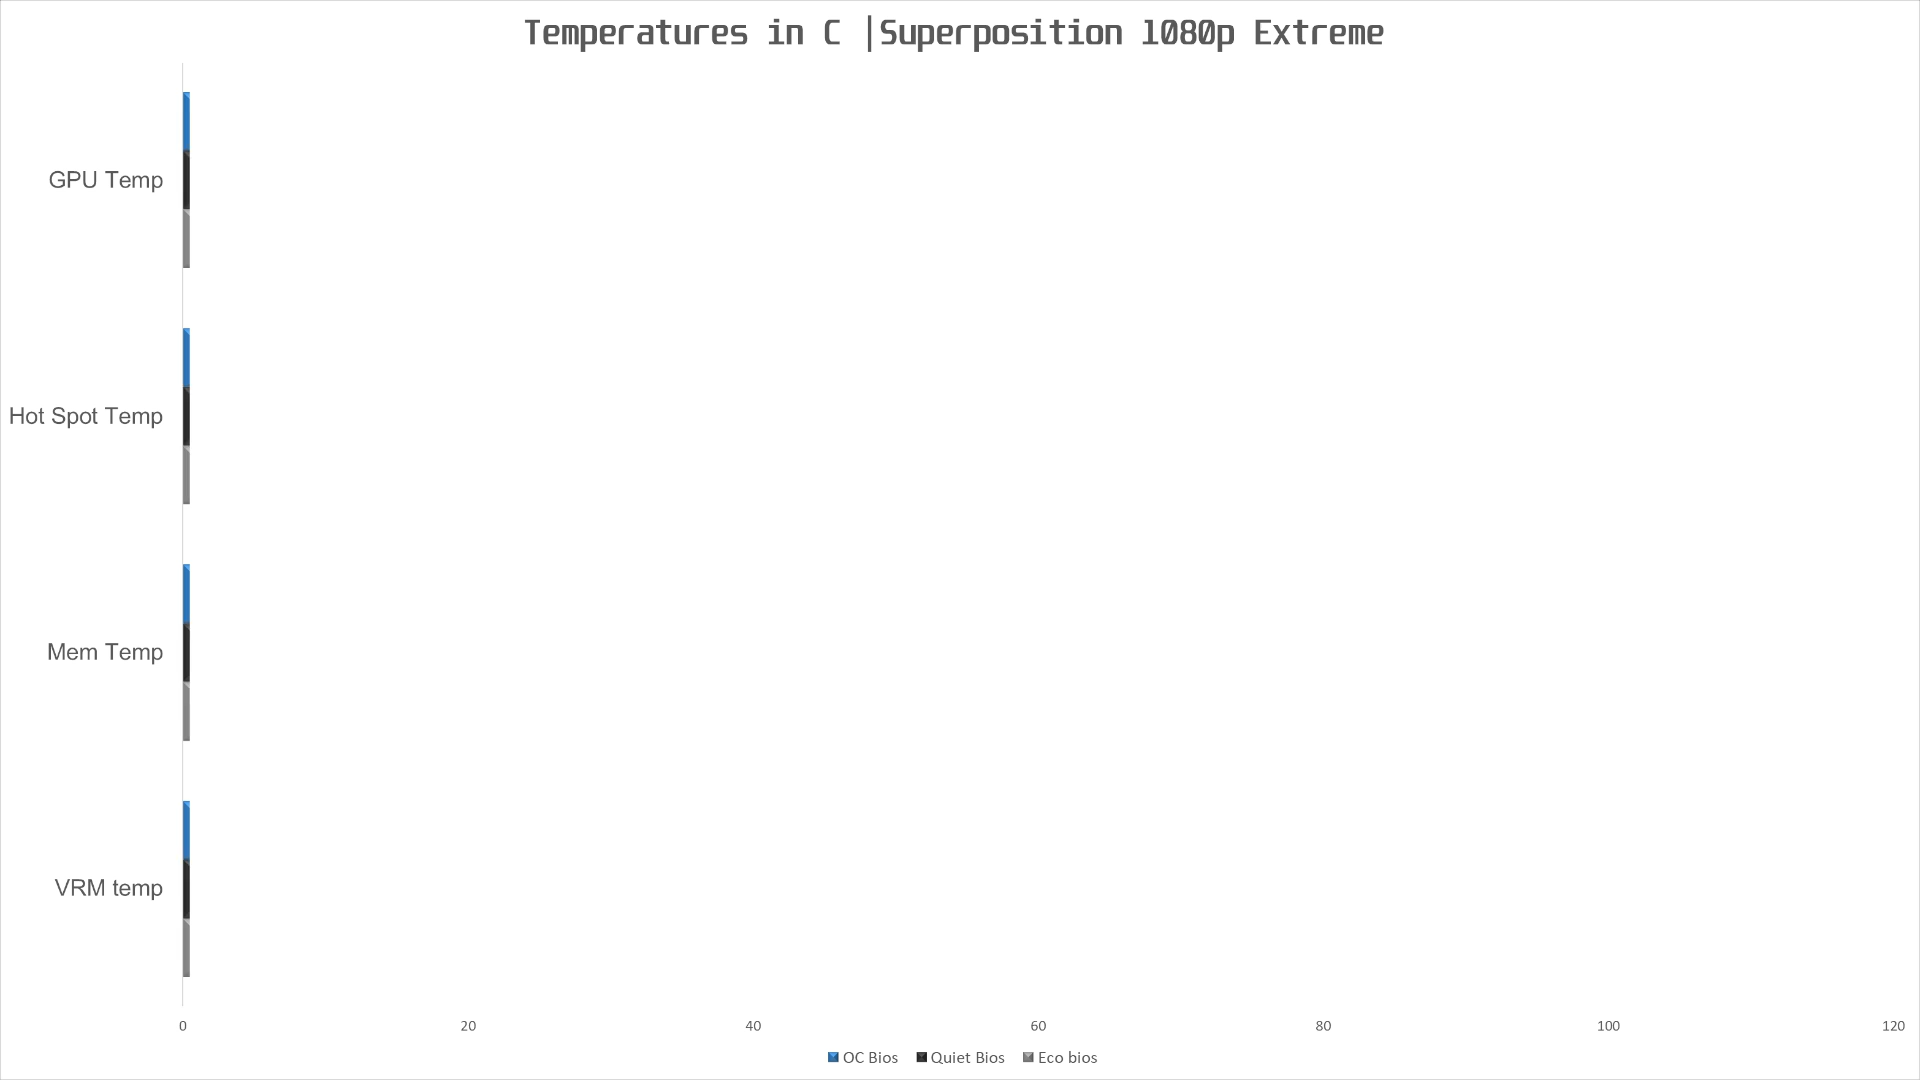 Temperatures in C |Superposition 1080p Extreme
GPU Temp
Hot Spot Temp
Mem Temp
VRM temp
0 20 40 60 80 100 120
OC Bios Quiet Bios Eco bios